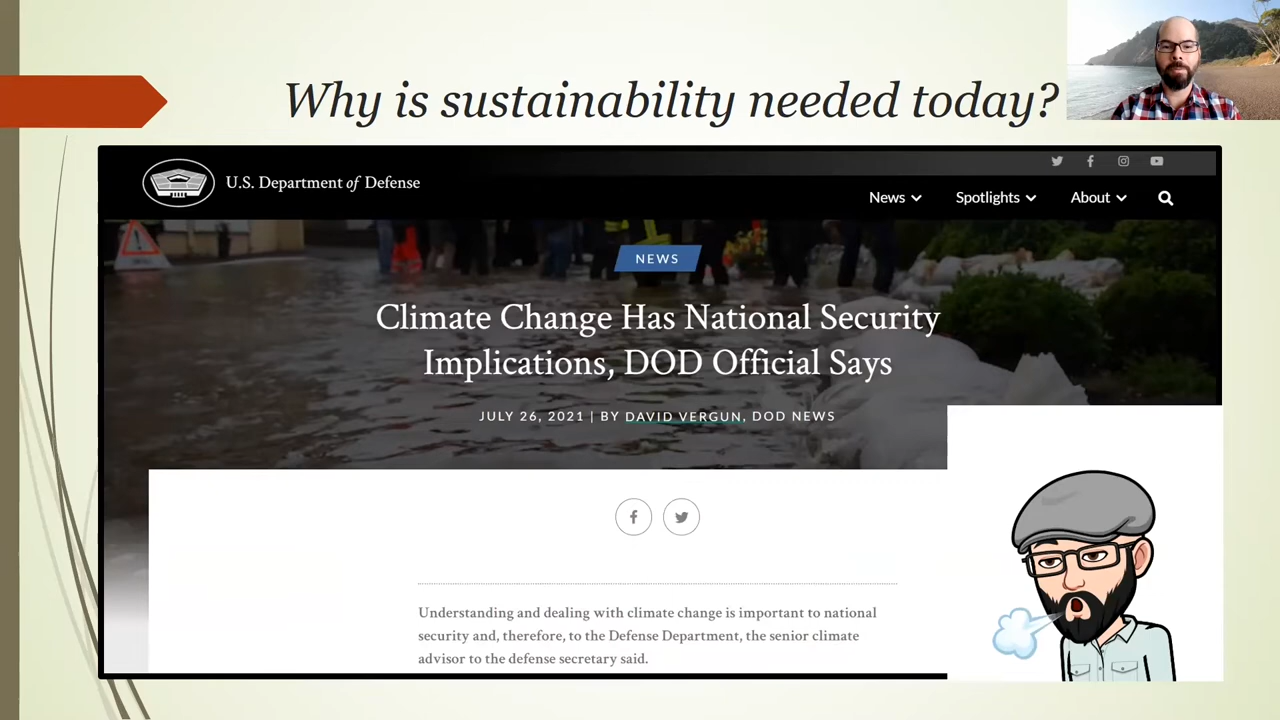 Why is sustainability needed today?
U.S. Department of Defense
News
Spotlights
About
NEWS
Climate Change Has National Security
Implications, DOD Official Says
JULY 26, 2021 | BY DAVID VERGUN, DOD NEWS
Understanding and dealing with climate change is important to national
security and, therefore, to the Defense Department, the senior climate
advisor to the defense secretary said.